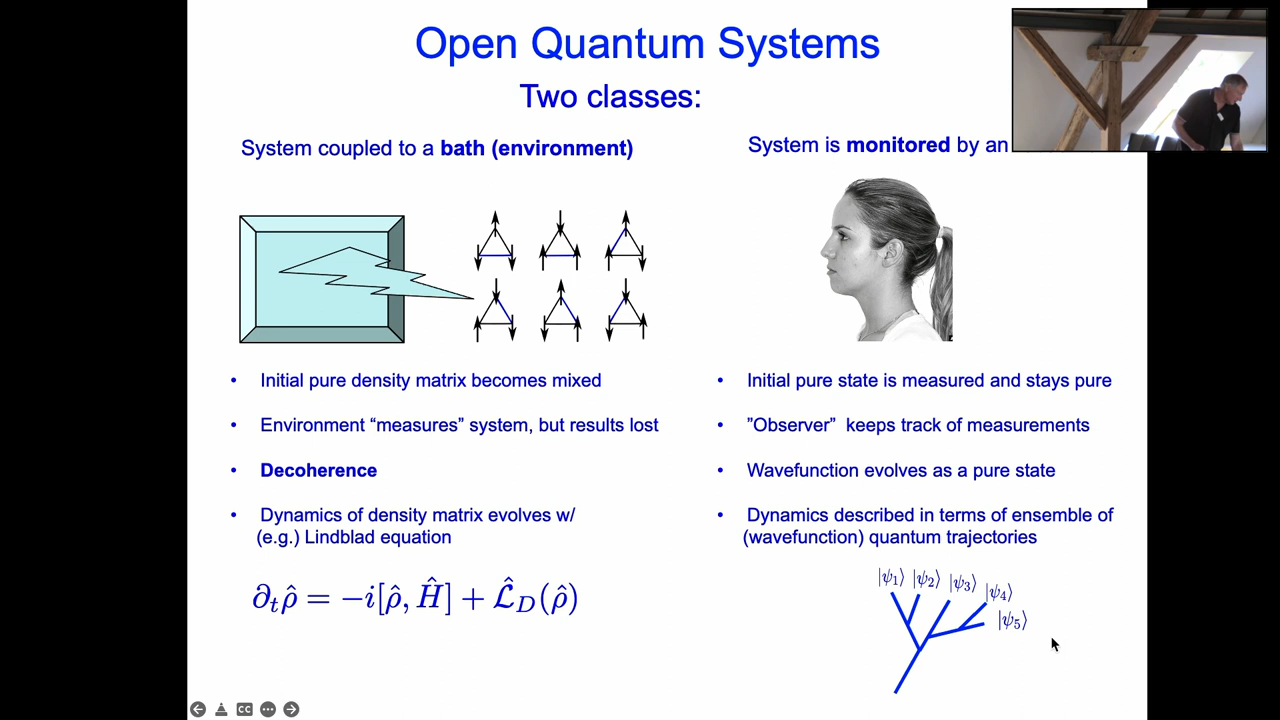 Open Quantum Systems
Two classes:
System coupled to a bath (environment)
• Initial pure density matrix becomes mixed
• Environment “measures” system, but results lost
• Decoherence
• Dynamics of density matrix evolves w/
(e.g.) Lindblad equation
∂ₜρ̂ = −i[ρ̂, Ĥ] + ℒ̂_D(ρ̂)
System is monitored by an
• Initial pure state is measured and stays pure
• ”Observer” keeps track of measurements
• Wavefunction evolves as a pure state
• Dynamics described in terms of ensemble of
(wavefunction) quantum trajectories
|ψ₁⟩ |ψ₂⟩ |ψ₃⟩ |ψ₄⟩
|ψ₅⟩
CC